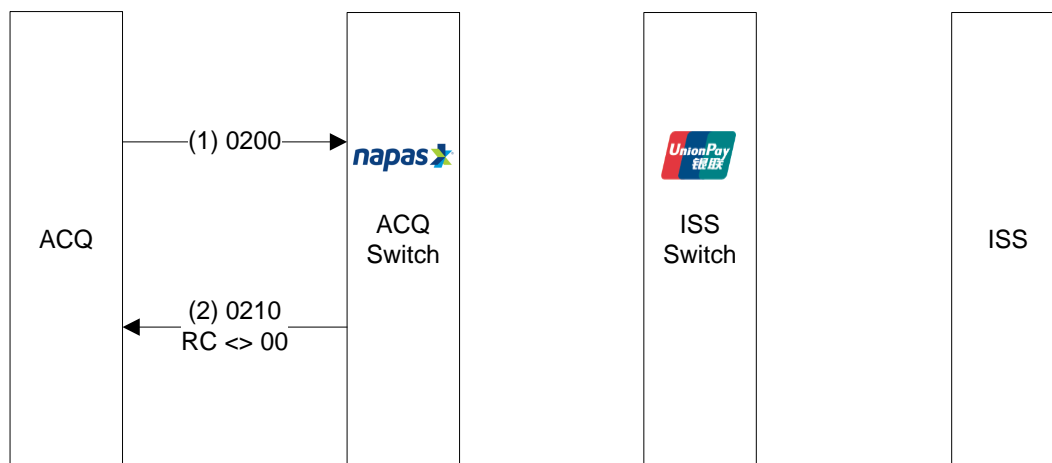 (1) 0200
napas
UnionPay
银联
ACQ
ACQ
Switch
ISS
Switch
ISS
(2) 0210
RC <> 00